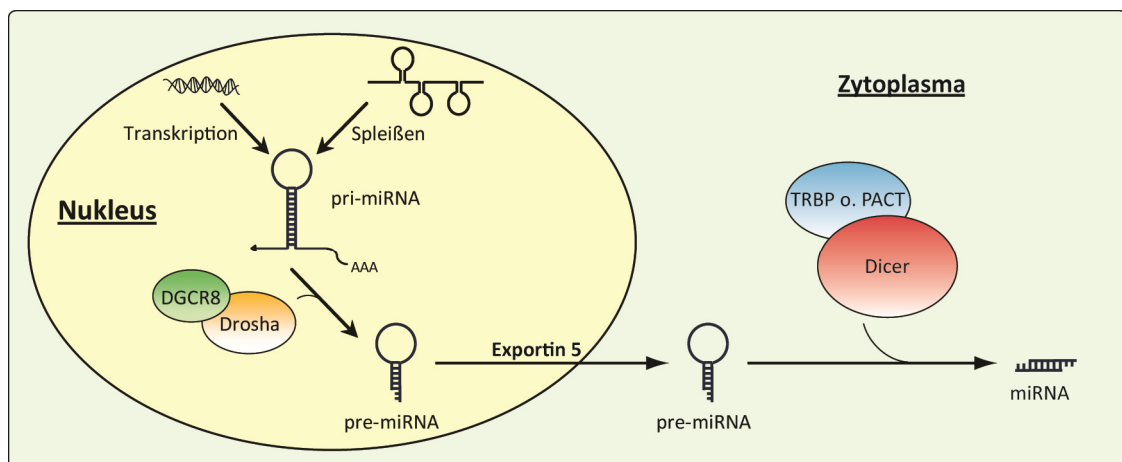 Zytoplasma
Transkription
Spleißen
pri-miRNA
Nukleus
TRBP o. PACT
AAA
Dicer
DGCR8
Drosha
Exportin 5
pre-miRNA
pre-miRNA
miRNA